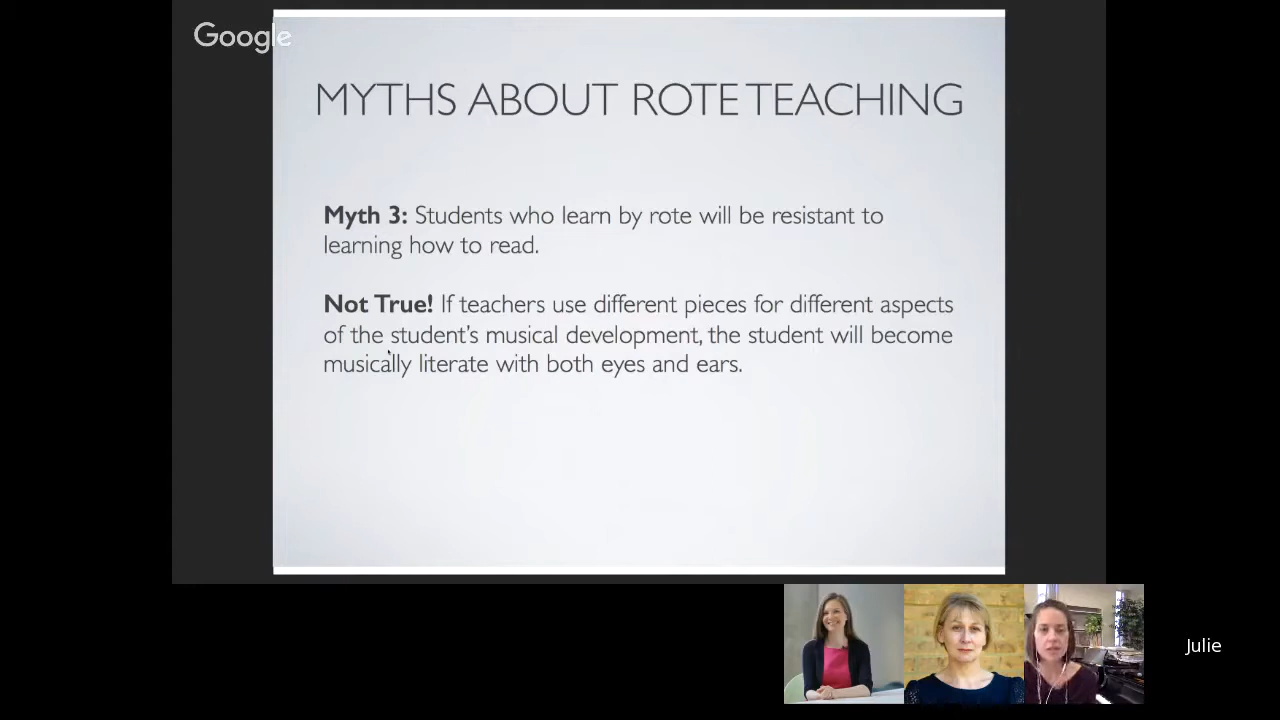 Google
MYTHS ABOUT ROTE TEACHING
Myth 3: Students who learn by rote will be resistant to
learning how to read.
Not True! If teachers use different pieces for different aspects
of the student's musical development, the student will become
musically literate with both eyes and ears.
Julie